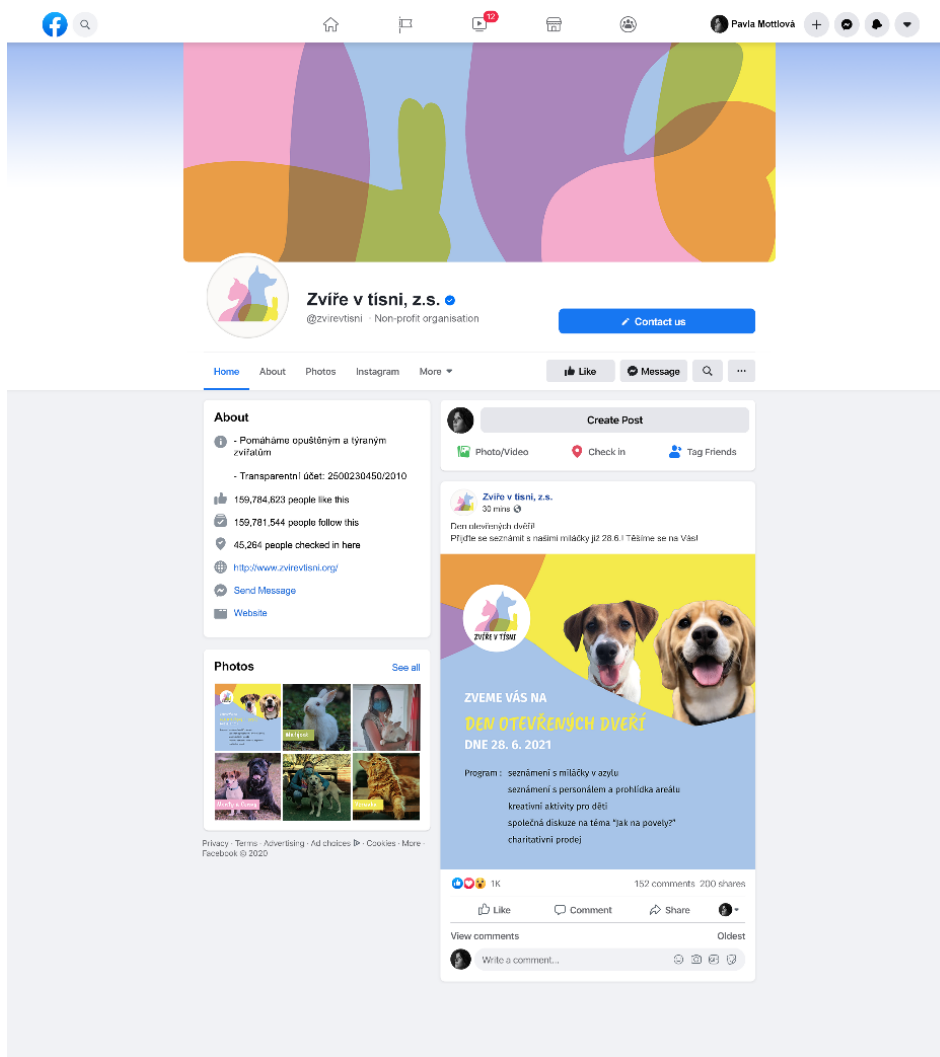 12
Pavla Mottlová
Zvíře v tísni, z.s.
@zvirevtisni · Non-profit organisation
Contact us
Home
About
Photos
Instagram
More
Like
Message
About
- Pomáháme opuštěným a týraným
zvířatům
- Transparentní účet: 2500230450/2010
159,784,823 people like this
159,781,544 people follow this
45,264 people checked in here
http://www.zvirevtisni.org/
Send Message
Website
Photos
See all
Privacy · Terms · Advertising · Ad choices · Cookies · More ·
Facebook © 2020
Create Post
Photo/Video
Check in
Tag Friends
Zvíře v tísni, z.s.
30 mins
Den otevřených dvěří!
Přijďte se seznámit s našimi miláčky již 28.6.! Těšíme se na Vás!
ZVÍŘE V TÍSNI
ZVEME VÁS NA
DEN OTEVŘENÝCH DVEŘÍ
DNE 28. 6. 2021
Program : seznámení s miláčky v azylu
seznámení s personálem a prohlídka areálu
kreativní aktivity pro děti
společná diskuze na téma "Jak na povely?"
charitativni prodej
1K
152 comments 200 shares
Like
Comment
Share
View comments
Oldest
Write a comment...